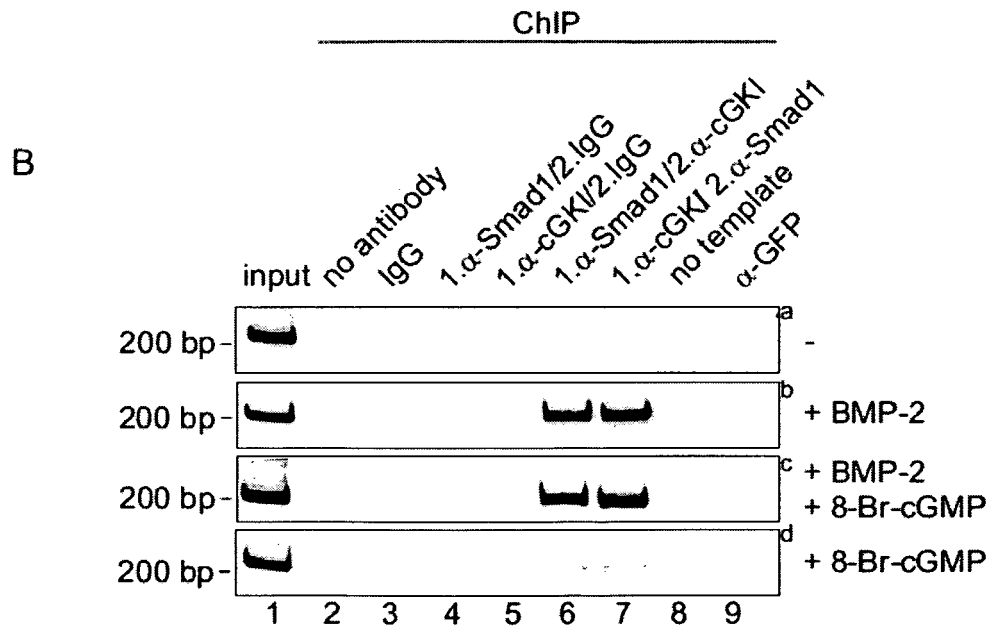 ChIP
B
input
no antibody
IgG
1.α-Smad1/2.IgG
1.α-cGKI/2.IgG
1.α-Smad1/2.α-cGKI
1.α-cGKI 2.α-Smad1
no template
α-GFP
200 bp - a -
200 bp - b + BMP-2
200 bp - c + BMP-2
+ 8-Br-cGMP
200 bp - d + 8-Br-cGMP
1 2 3 4 5 6 7 8 9